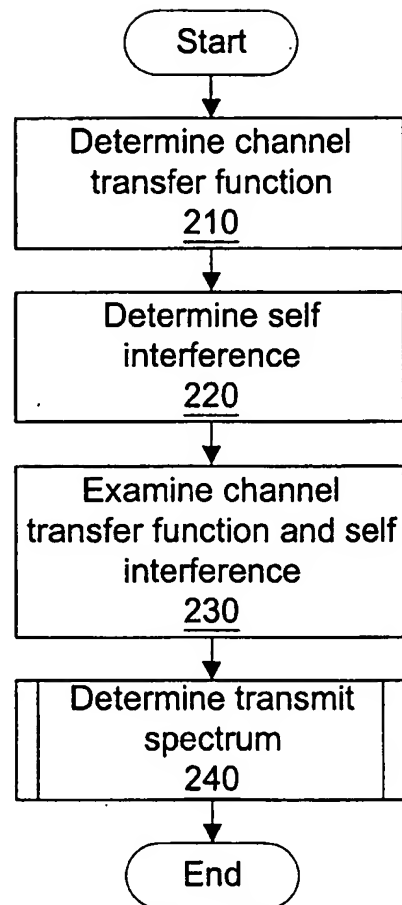 Start
Determine channel
transfer function
210
Determine self
interference
220
Examine channel
transfer function and self
interference
230
Determine transmit
spectrum
240
End